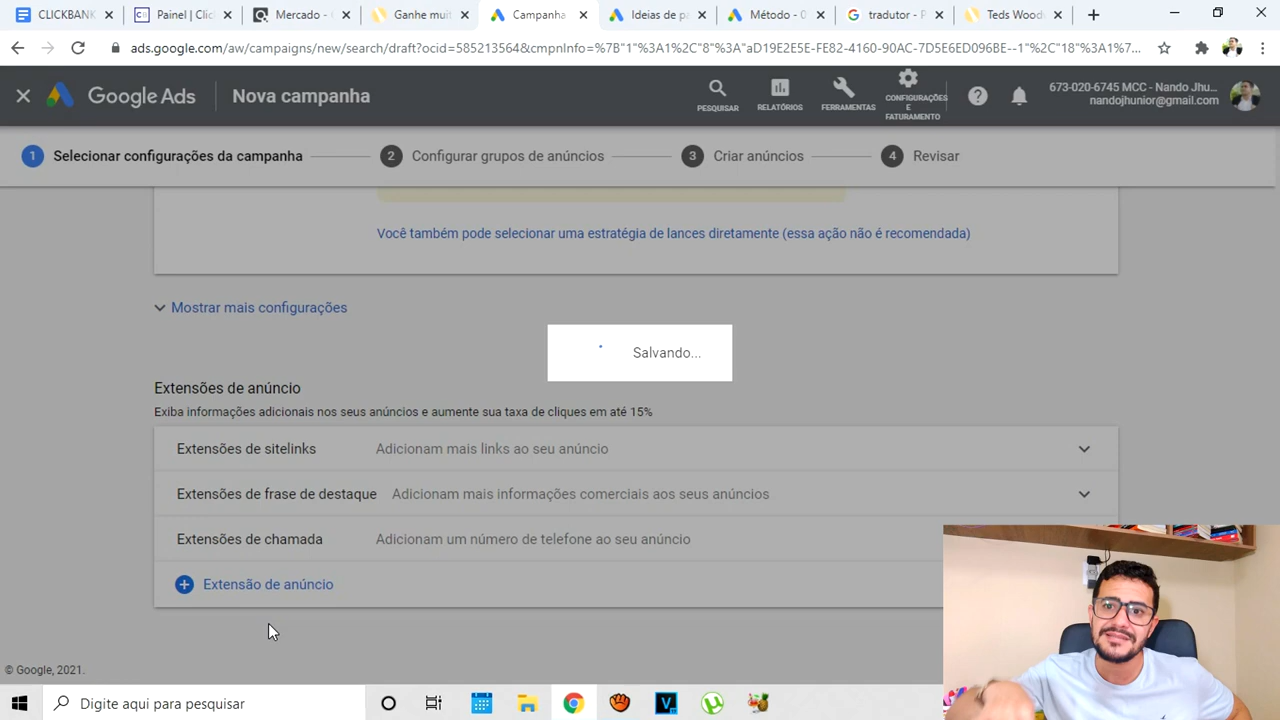 CLICKBANK
Painel | Clic
Mercado - 
Ganhe muit
Campanha
Ideias de pa
Método - 0
tradutor - P
Teds Woodw
ads.google.com/aw/campaigns/new/search/draft?ocid=585213564&cmpnInfo=%7B"1"%3A1%2C"8"%3A"aD19E2E5E-FE82-4160-90AC-7D5E6ED096BE--1"%2C"18"%3A1%7...
Google Ads
Nova campanha
PESQUISAR
RELATÓRIOS
FERRAMENTAS
CONFIGURAÇÕES
E
FATURAMENTO
673-020-6745 MCC - Nando Jhu...
nandojhunior@gmail.com
1 Selecionar configurações da campanha
2 Configurar grupos de anúncios
3 Criar anúncios
4 Revisar
Você também pode selecionar uma estratégia de lances diretamente (essa ação não é recomendada)
Mostrar mais configurações
Salvando...
Extensões de anúncio
Exiba informações adicionais nos seus anúncios e aumente sua taxa de cliques em até 15%
Extensões de sitelinks Adicionam mais links ao seu anúncio
Extensões de frase de destaque Adicionam mais informações comerciais aos seus anúncios
Extensões de chamada Adicionam um número de telefone ao seu anúncio
Extensão de anúncio
© Google, 2021.
Digite aqui para pesquisar